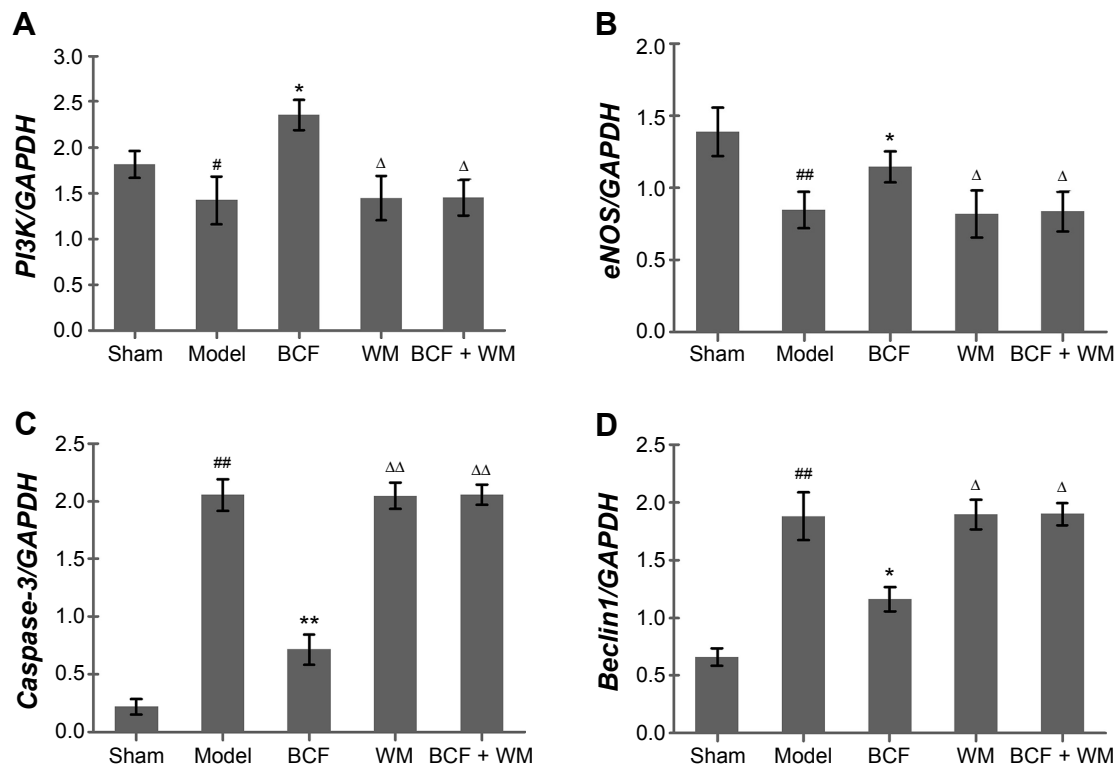 A
PI3K/GAPDH
3.0
2.5
2.0
1.5
1.0
0.5
0.0
#
*
Δ
Δ
Sham Model BCF WM BCF + WM
B
eNOS/GAPDH
2.0
1.5
1.0
0.5
0.0
##
*
Δ
Δ
Sham Model BCF WM BCF + WM
C
Caspase-3/GAPDH
2.5
2.0
1.5
1.0
0.5
0.0
##
**
ΔΔ
ΔΔ
Sham Model BCF WM BCF + WM
D
Beclin1/GAPDH
2.5
2.0
1.5
1.0
0.5
0.0
##
*
Δ
Δ
Sham Model BCF WM BCF + WM